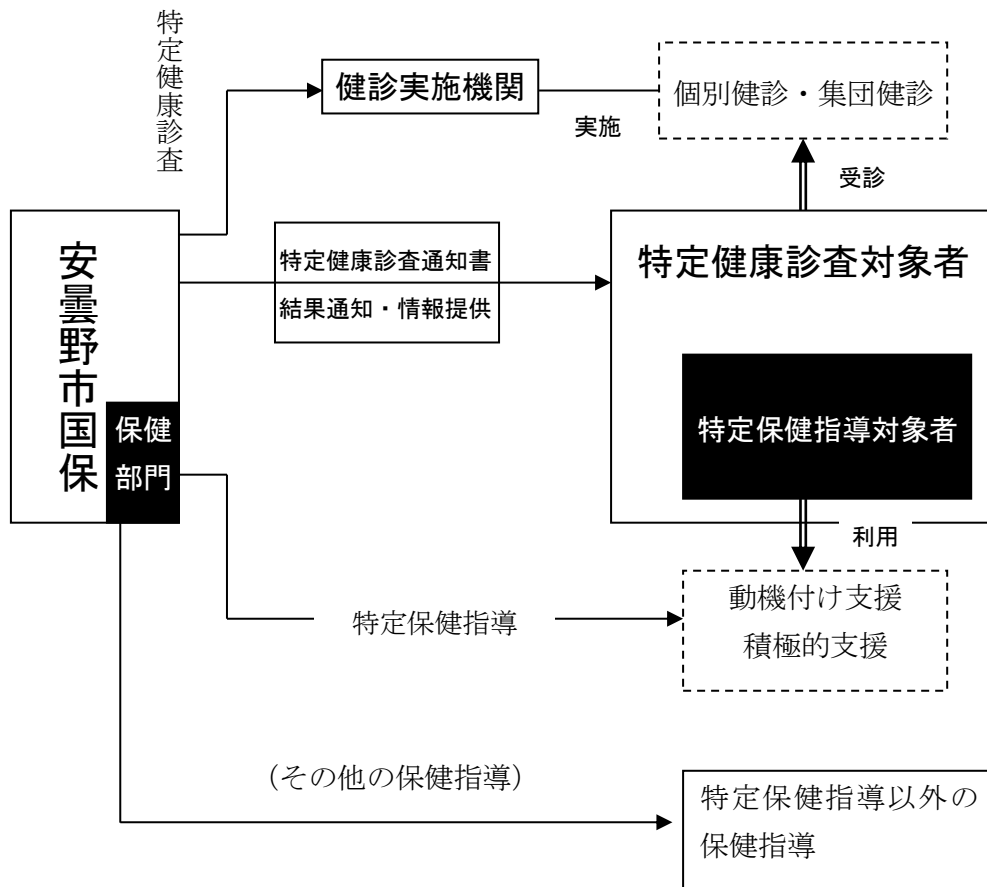 特定健康診査
健診実施機関
実施
個別健診・集団健診
受診
安曇野市国保
保健
部門
特定健康診査通知書
結果通知・情報提供
特定健康診査対象者
特定保健指導対象者
利用
特定保健指導
動機付け支援
積極的支援
（その他の保健指導）
特定保健指導以外の
保健指導